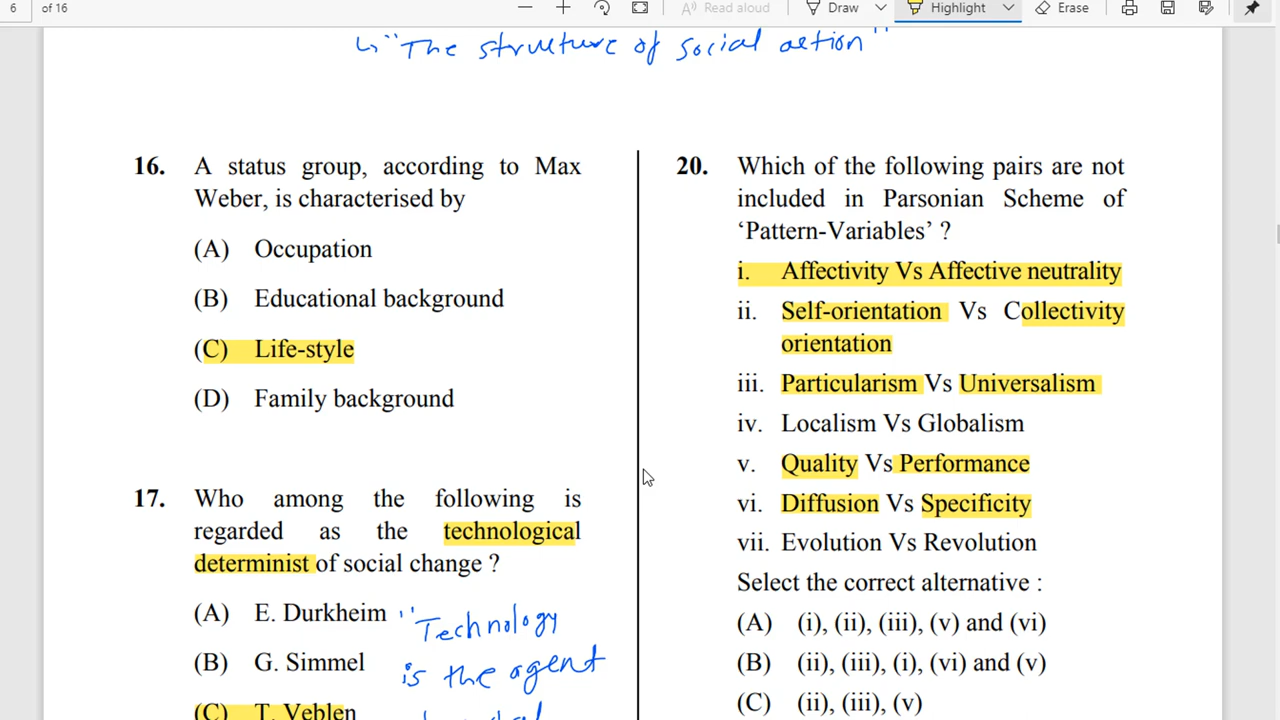 6 of 16 Read aloud Draw Highlight Erase
↳ "The structure of social action"
16. A status group, according to Max
Weber, is characterised by
(A) Occupation
(B) Educational background
(C) Life-style
(D) Family background
17. Who among the following is
regarded as the technological
determinist of social change ?
(A) E. Durkheim "Technology
(B) G. Simmel is the agent
(C) T. Veblen
20. Which of the following pairs are not
included in Parsonian Scheme of
‘Pattern-Variables’ ?
i. Affectivity Vs Affective neutrality
ii. Self-orientation Vs Collectivity
orientation
iii. Particularism Vs Universalism
iv. Localism Vs Globalism
v. Quality Vs Performance
vi. Diffusion Vs Specificity
vii. Evolution Vs Revolution
Select the correct alternative :
(A) (i), (ii), (iii), (v) and (vi)
(B) (ii), (iii), (i), (vi) and (v)
(C) (ii), (iii), (v)